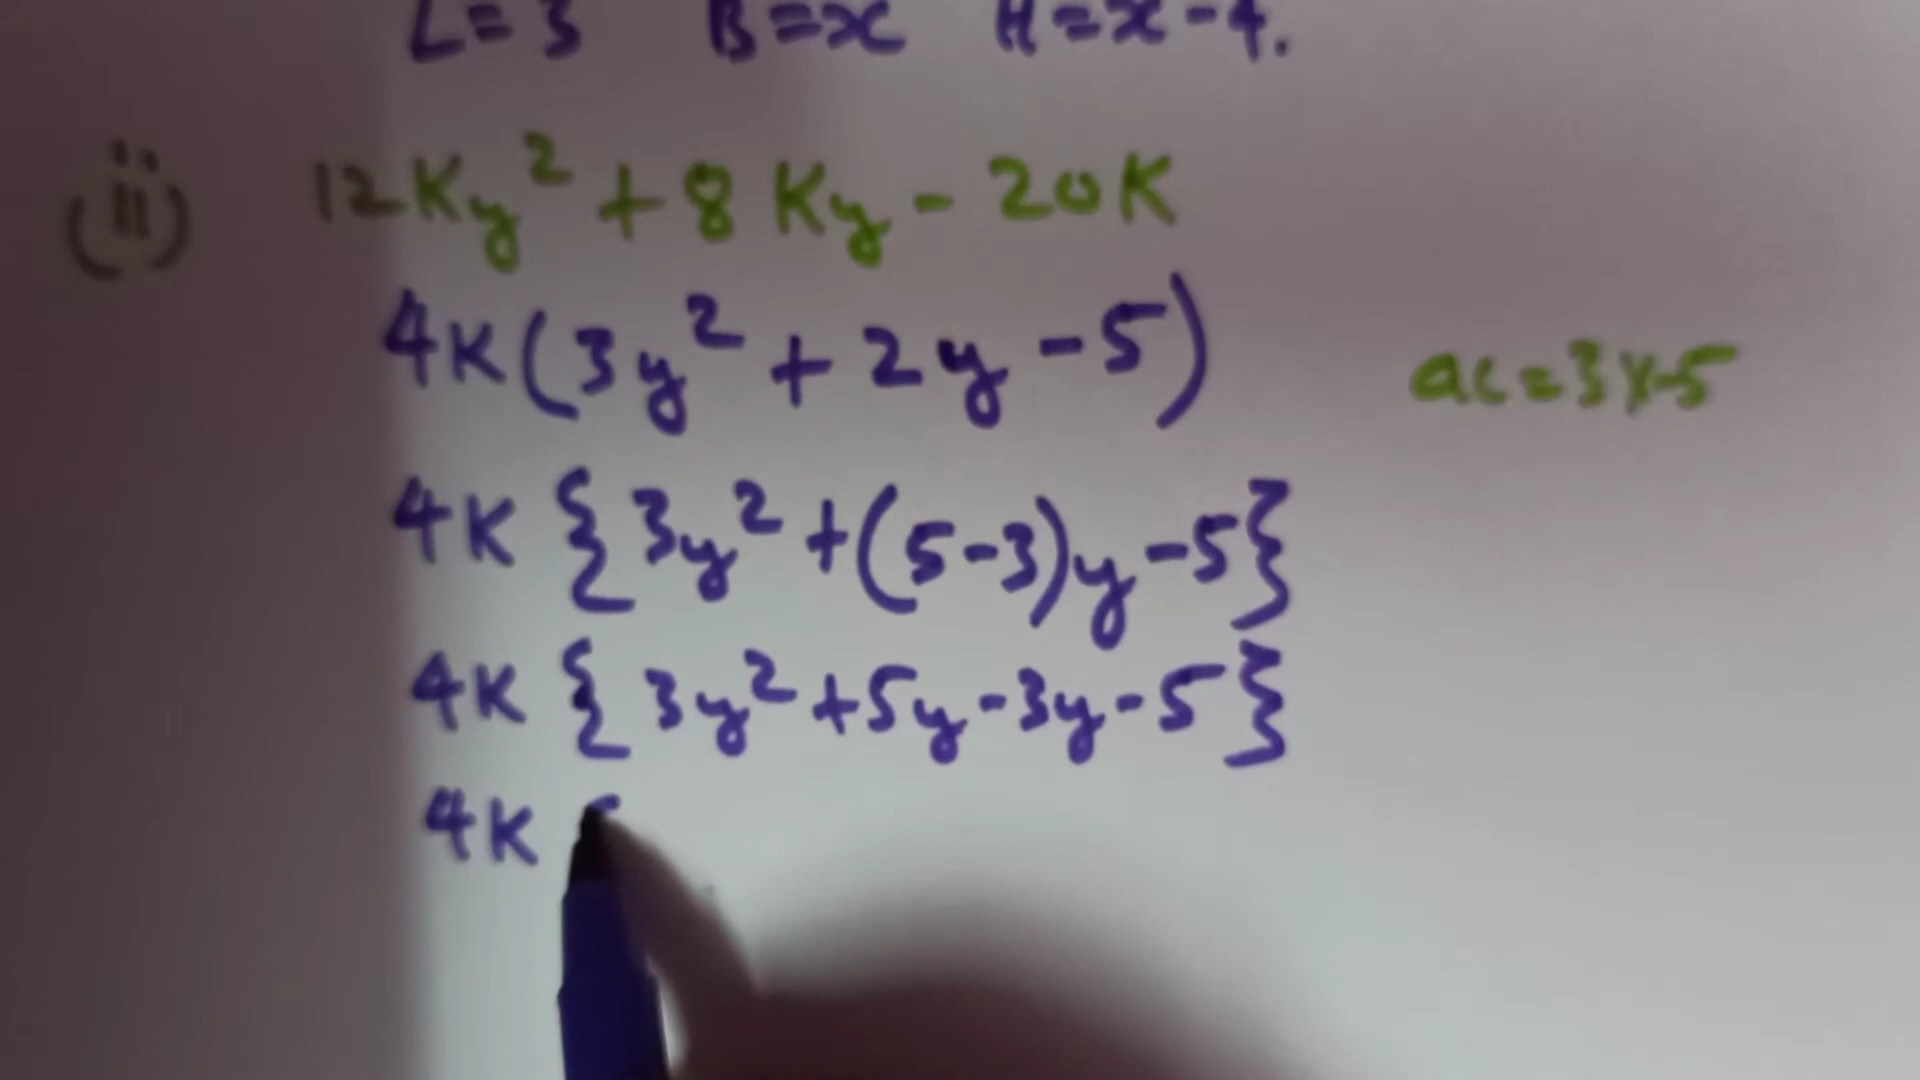 L=3 B=x H=x-4.
(ii) 12Ky²+8Ky-20K
4K(3y²+2y-5) ac=3x-5
4K{3y²+(5-3)y-5}
4K{3y²+5y-3y-5}
4K {